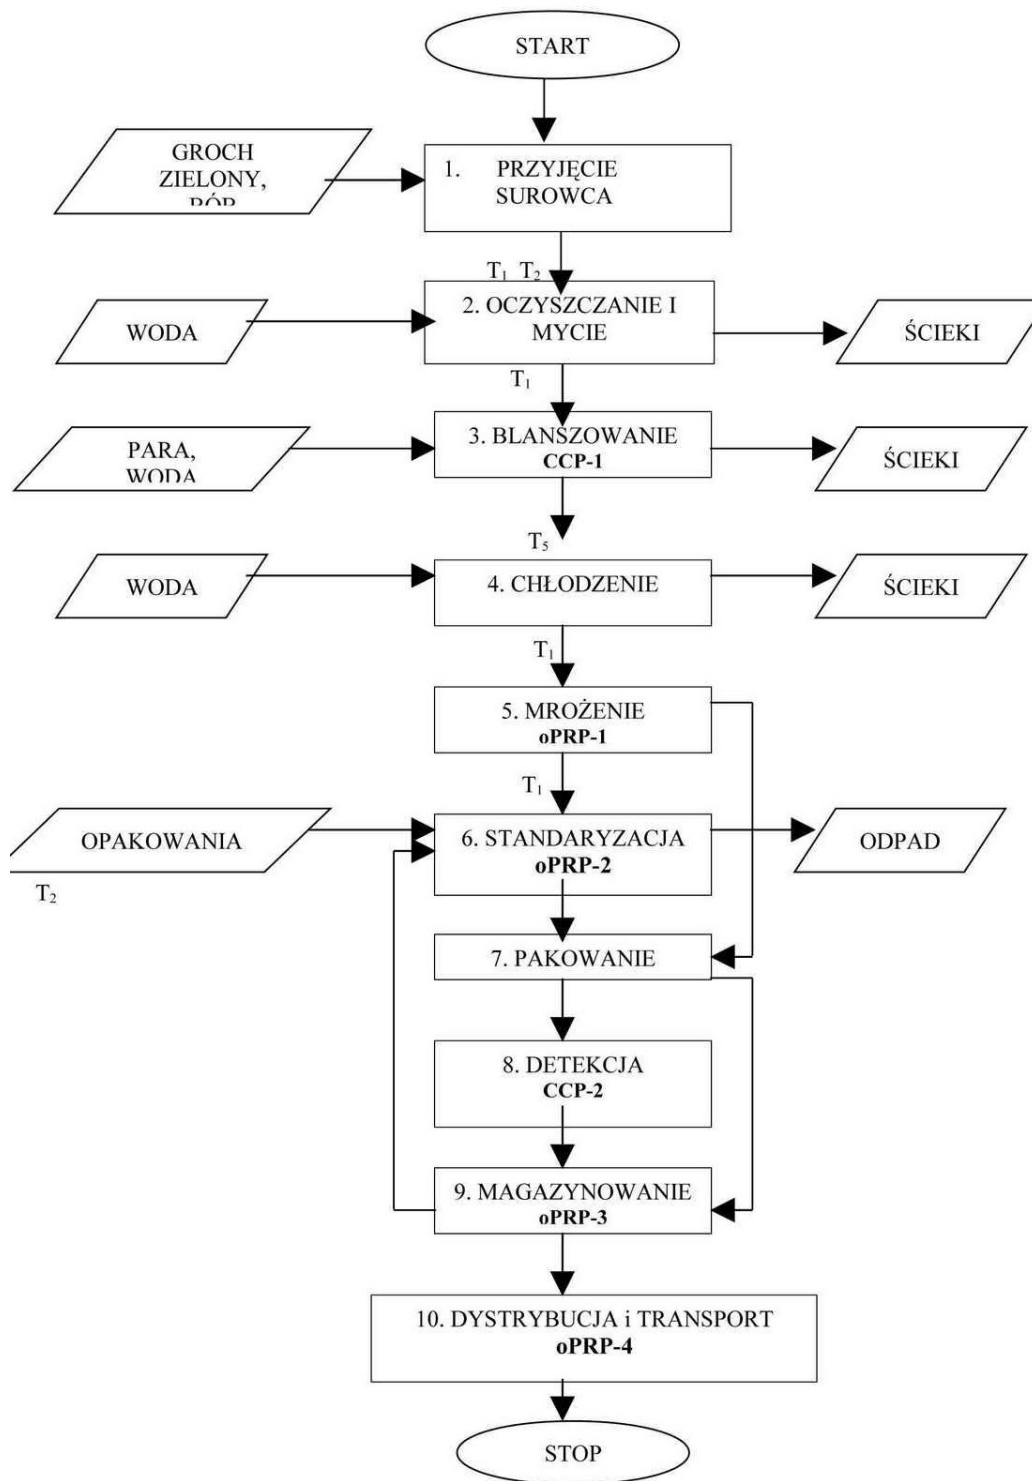 START
GROCH
ZIELONY,
1. PRZYJĘCIE
SUROWCA
T₁ T₂
WODA
2. OCZYSZCZANIE I
MYCIE
ŚCIEKI
T₁
PARA,
WODA
3. BLANSZOWANIE
CCP-1
ŚCIEKI
T₅
WODA
4. CHŁODZENIE
ŚCIEKI
T₁
5. MROŻENIE
oPRP-1
T₁
OPAKOWANIA
6. STANDARYZACJA
oPRP-2
ODPAD
T₂
7. PAKOWANIE
8. DETEKCJA
CCP-2
9. MAGAZYNOWANIE
oPRP-3
10. DYSTRYBUCJA i TRANSPORT
oPRP-4
STOP